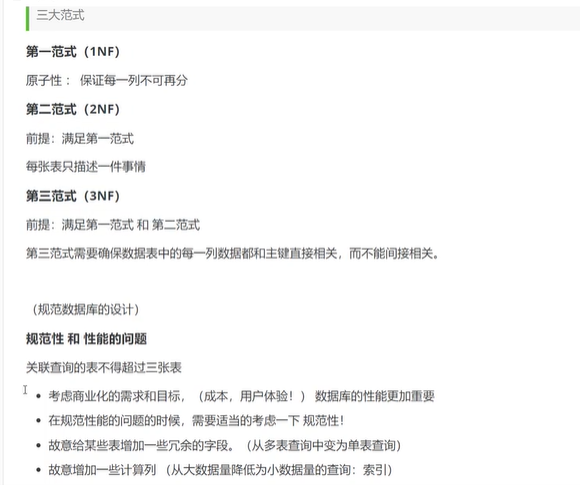 三大范式
第一范式（1NF）
原子性： 保证每一列不可再分
第二范式（2NF）
前提：满足第一范式
每张表只描述一件事情
第三范式（3NF）
前提：满足第一范式 和 第二范式
第三范式需要确保数据表中的每一列数据都和主键直接相关，而不能间接相关。
（规范数据库的设计）
规范性 和 性能的问题
关联查询的表不得超过三张表
• 考虑商业化的需求和目标，（成本，用户体验！） 数据库的性能更加重要
• 在规范性能的问题的时候，需要适当的考虑一下 规范性！
• 故意给某些表增加一些冗余的字段。（从多表查询中变为单表查询）
• 故意增加一些计算列 （从大数据量降低为小数据量的查询：索引）